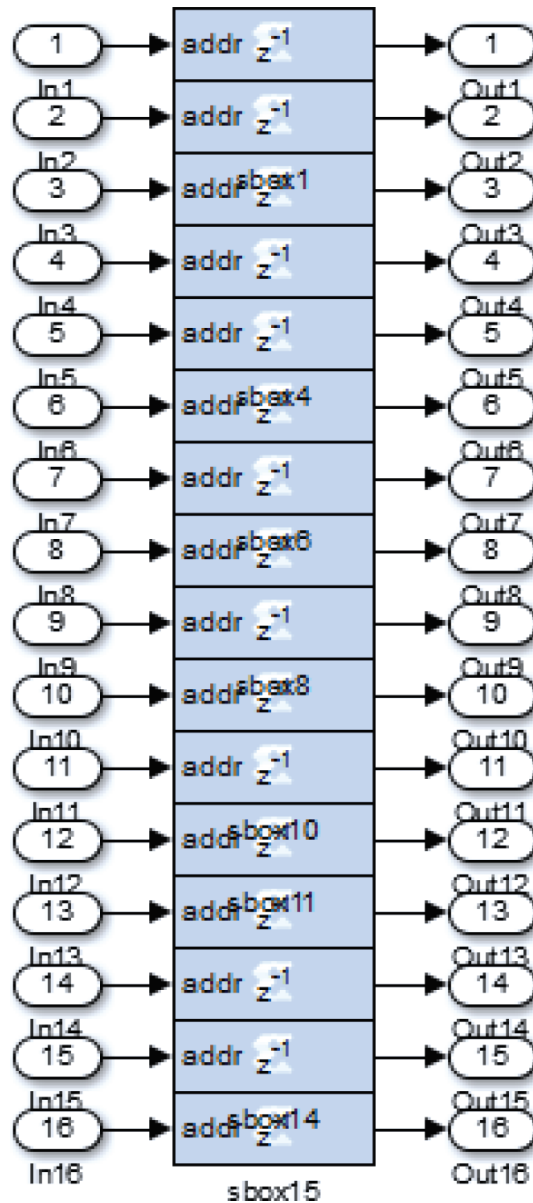 1 addr z-1 1
In1 Out1
2 addr z-1 2
In2 sbox1 Out2
3 addr z 3
In3 Out3
4 addr z-1 4
In4 Out4
5 addr z-1 5
In5 sbox4 Out5
6 addr z 6
In6 Out6
7 addr z-1 7
In7 sbox6 Out7
8 addr z 8
In8 Out8
9 addr z-1 9
In9 sbox8 Out9
10 addr z 10
In10 Out10
11 addr z-1 11
In11 sbox10 Out11
12 addr z 12
In12 sbox11 Out12
13 addr z 13
In13 Out13
14 addr z-1 14
In14 Out14
15 addr z-1 15
In15 sbox14 Out15
16 addr z 16
In16 sbox15 Out16